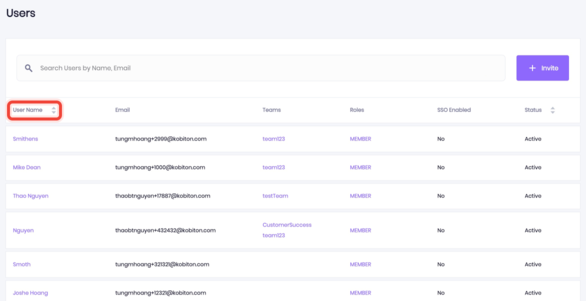 Users
Search Users by Name, Email
+ Invite
User Name Email Teams Roles SSO Enabled Status
Smithens tungmhoang+2999@kobiton.com team123 MEMBER No Active
Mike Dean tungmhoang+1000@kobiton.com team123 MEMBER No Active
Thao Nguyen thaobtnguyen+17887@kobiton.com testTeam MEMBER No Active
Nguyen thaobtnguyen+432432@kobiton.com CustomerSuccess MEMBER No Active
team123
Smoth tungmhoang+321321@kobiton.com MEMBER No Active
Joshe Hoang tungmhoang+12321@kobiton.com MEMBER No Active